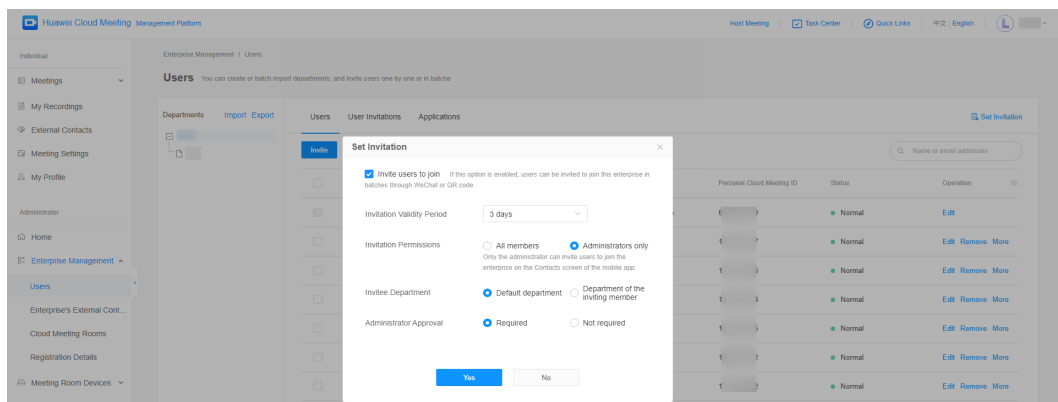 Huawei Cloud Meeting Management Platform
Host Meeting Task Center Quick Links 中文 English L
Individual
Meetings
My Recordings
External Contacts
Meeting Settings
My Profile
Administrator
Home
Enterprise Management
Users
Enterprise's External Cont...
Cloud Meeting Rooms
Registration Details
Meeting Room Devices
Enterprise Management / Users
Users You can create or batch import departments, and invite users one by one or in batche
Departments Import Export
Users User Invitations Applications
Set Invitation
Invite
Name or email addresses
Personal Cloud Meeting ID Status Operation
Normal Edit
Normal Edit Remove More
Normal Edit Remove More
Normal Edit Remove More
Normal Edit Remove More
Normal Edit Remove More
Normal Edit Remove More
Set Invitation
Invite users to join If this option is enabled, users can be invited to join this enterprise in
batches through WeChat or QR code.
Invitation Validity Period 3 days
Invitation Permissions All members Administrators only
Only the administrator can invite users to join the
enterprise on the Contacts screen of the mobile app.
Invitee Department Default department Department of the
inviting member
Administrator Approval Required Not required
Yes No